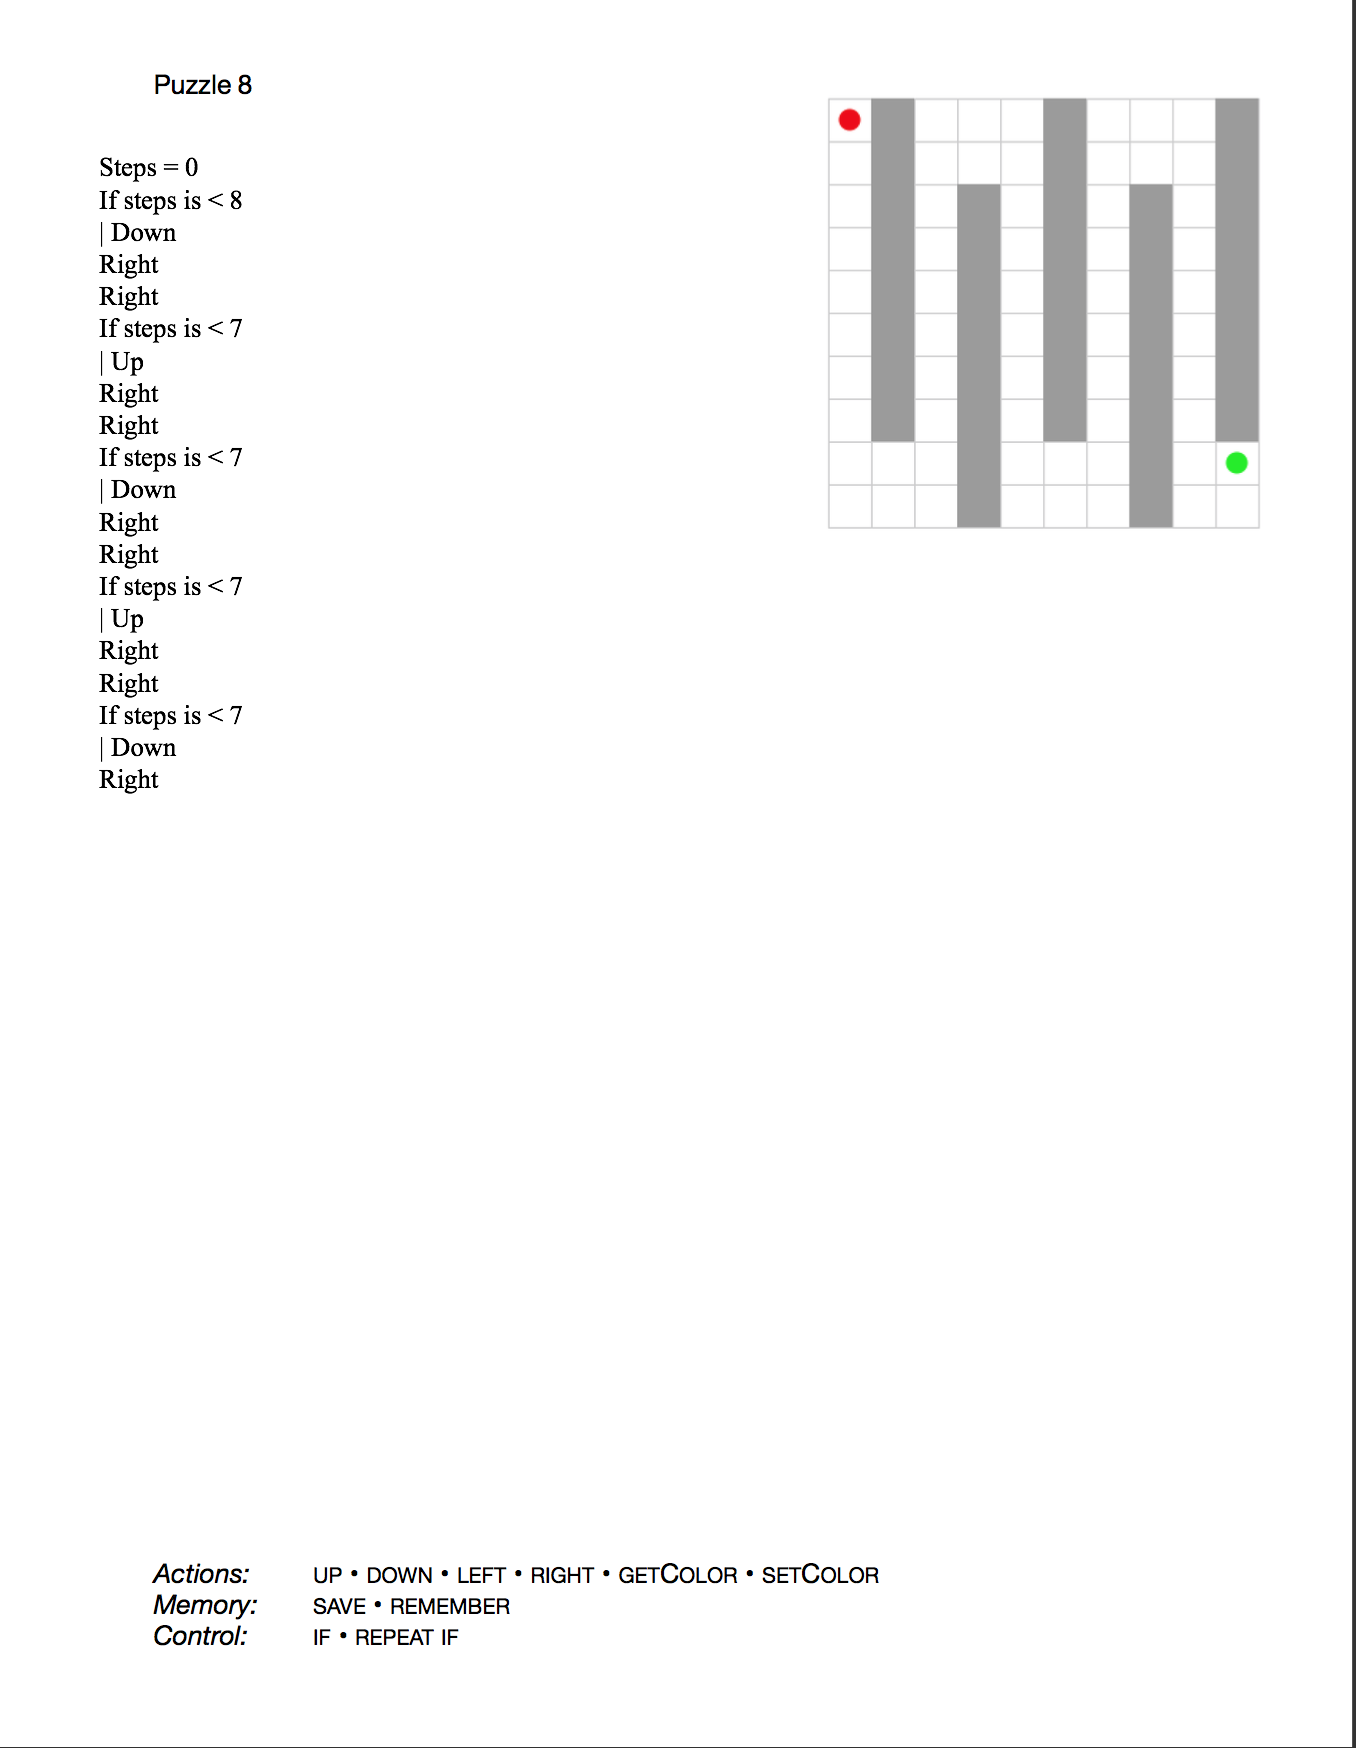 Puzzle 8
Steps = 0
If steps is < 8
| Down
Right
Right
If steps is < 7
| Up
Right
Right
If steps is < 7
| Down
Right
Right
If steps is < 7
| Up
Right
Right
If steps is < 7
| Down
Right
Actions: UP • DOWN • LEFT • RIGHT • GETCOLOR • SETCOLOR
Memory: SAVE • REMEMBER
Control: IF • REPEAT IF